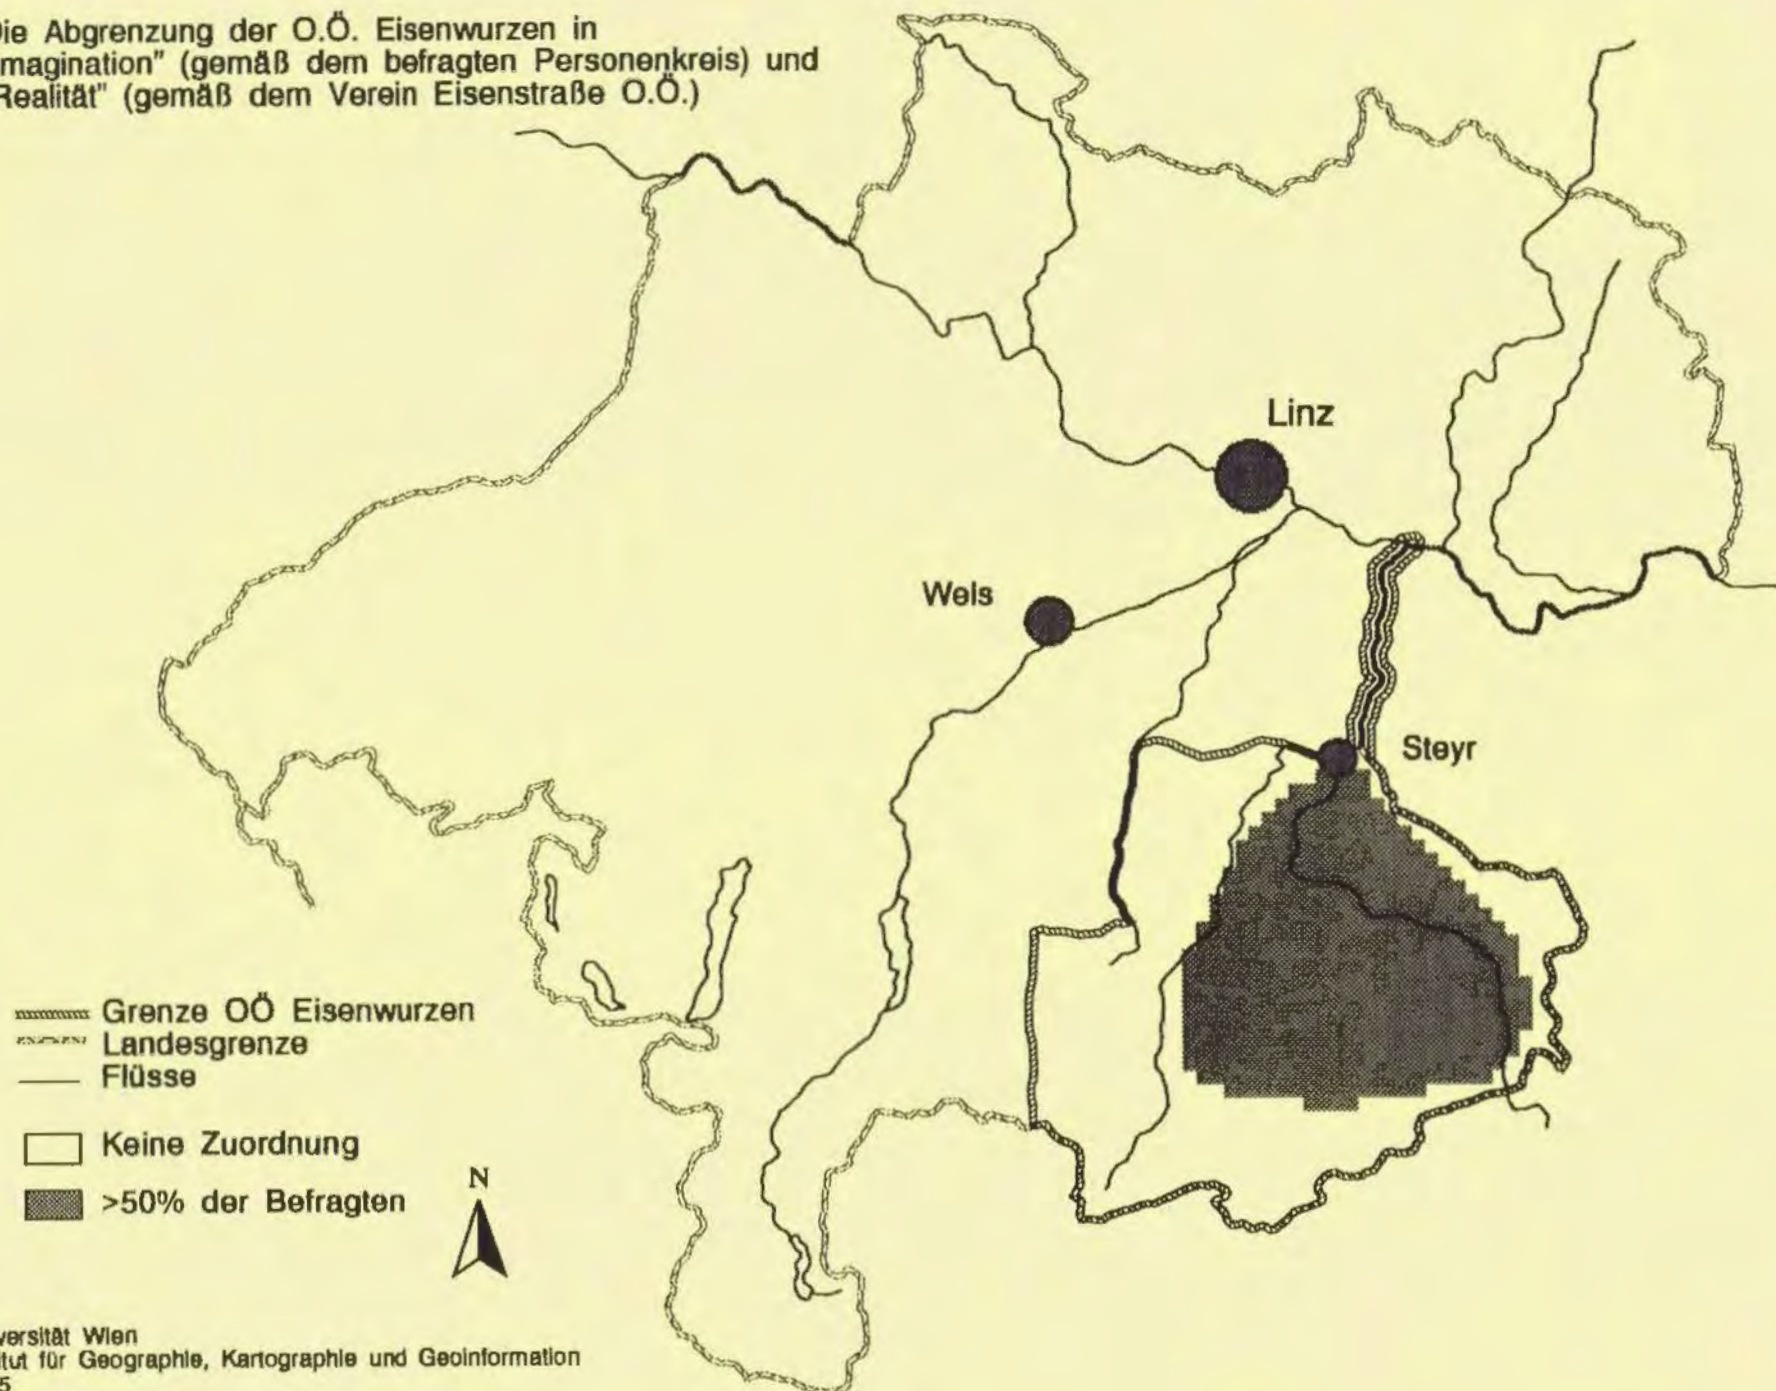 Die Abgrenzung der O.Ö. Eisenwurzen in
magination" (gemäß dem befragten Personenkreis) und
Realität" (gemäß dem Verein Eisenstraße O.Ö.)
Linz
Wels
Steyr
Grenze OÖ Eisenwurzen
Landesgrenze
Flüsse
Keine Zuordnung
>50% der Befragten
N
versität Wien
tut für Geographie, Kartographie und Geoinformation
5